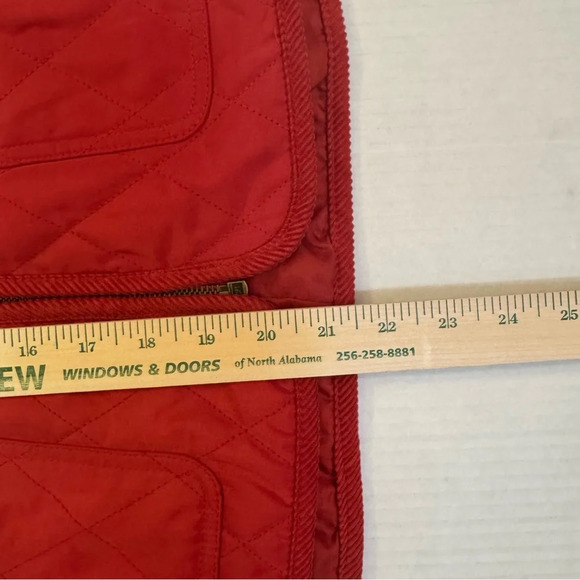 16 17 18 19 20 21 22 23 24 25
EW WINDOWS & DOORS of North Alabama 256-258-8881